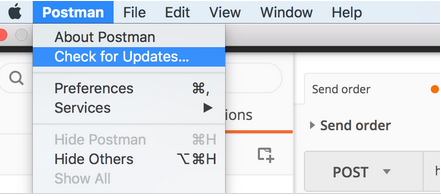 Postman File Edit View Window Help
About Postman
Check for Updates...
Preferences ⌘,
Services ▶
Hide Postman ⌘H
Hide Others ⌥⌘H
Show All
ions
Send order
Send order
POST